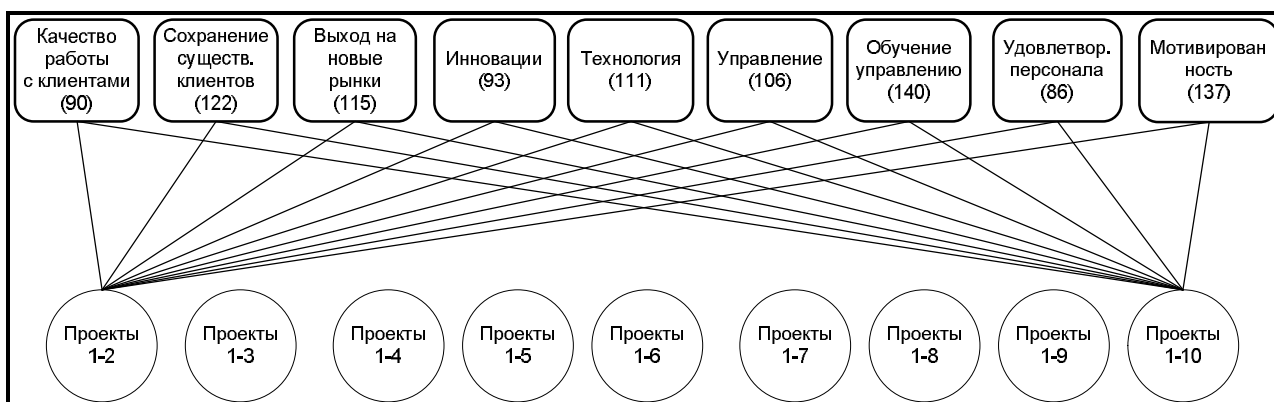 Качество
работы
с клиентами
(90)
Сохранение
существ.
клиентов
(122)
Выход на
новые
рынки
(115)
Инновации
(93)
Технология
(111)
Управление
(106)
Обучение
управлению
(140)
Удовлетвор.
персонала
(86)
Мотивирован
ность
(137)
Проекты
1-2
Проекты
1-3
Проекты
1-4
Проекты
1-5
Проекты
1-6
Проекты
1-7
Проекты
1-8
Проекты
1-9
Проекты
1-10